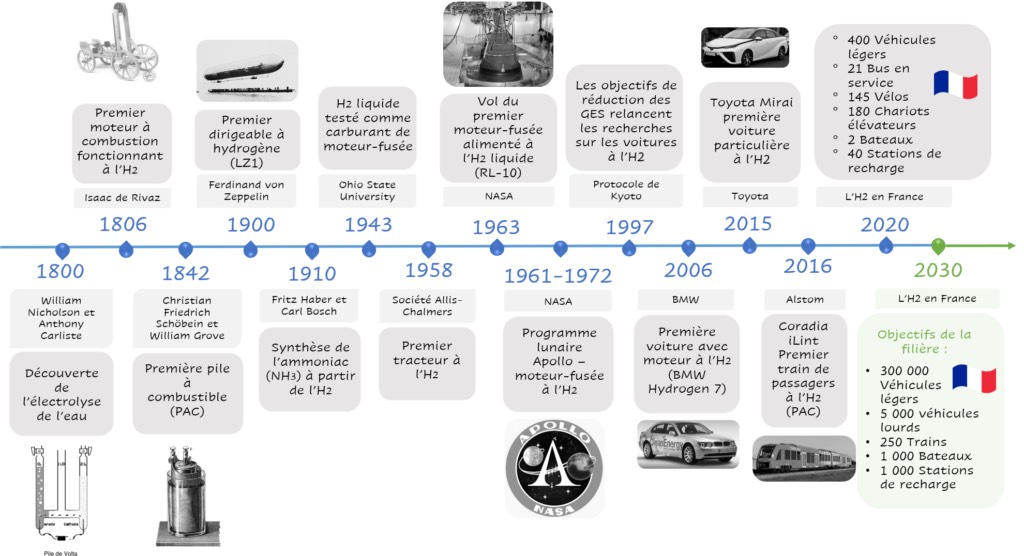 Premier
moteur à
combustion
fonctionnant
à l'H2
Isaac de Rivaz
1806
Premier
dirigeable à
hydrogène
(LZ1)
Ferdinand von
Zeppelin
1900
H2 liquide
testé comme
carburant de
moteur-fusée
Ohio State
University
1943
Vol du
premier
moteur-fusée
alimenté à
l'H2 liquide
(RL-10)
NASA
1963
Les objectifs de
réduction des
GES relancent
les recherches
sur les voitures
à l'H2
Protocole de
Kyoto
1997
Toyota Mirai
première
voiture
particulière
à l'H2
Toyota
2015
° 400 Véhicules
légers
° 21 Bus en
service
° 145 Vélos
° 180 Chariots
élévateurs
° 2 Bateaux
° 40 Stations de
recharge
L'H2 en France
2020
1800
William
Nicholson et
Anthony
Carliste
Découverte
de
l'électrolyse
de l'eau
Anode
Cathode
Pile de Volta
1842
Christian
Friedrich
Schöbein et
William Grove
Première pile
à
combustible
(PAC)
1910
Fritz Haber et
Carl Bosch
Synthèse de
l'ammoniac
(NH3) à partir
de l'H2
1958
Société Allis-
Chalmers
Premier
tracteur à
l'H2
1961-1972
NASA
Programme
lunaire
Apollo –
moteur-fusée
à l'H2
APOLLO
A
NASA
2006
BMW
Première
voiture avec
moteur à l'H2
(BMW
Hydrogen 7)
CleanEnergy
2016
Alstom
Coradia
iLint
Premier
train de
passagers
à l'H2
(PAC)
2030
L'H2 en France
Objectifs de la
filière :
• 300 000
Véhicules
légers
• 5 000 véhicules
lourds
• 250 Trains
• 1 000 Bateaux
• 1 000 Stations
de recharge